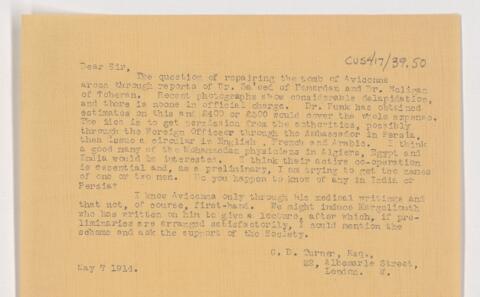 CUS417/39.50
Dear Sir,
The question of repairing the tomb of Avicenna
arose through reports of Dr. Sa'eed of Hamardan and Dr. Neligan
of Teheran. Recent photographs show considerable delapidation,
and there is noone in official charge. Dr. Funk has obtained
estimates on this and £400 or £500 would cover the whole expense.
The idea is to get permission from the authorities, possibly
through the Foreign Officer through the Ambassador in Persia,
then issue a circular in English, French and Arabic. I think
a good many of the Mohammedan physicians in Algiers, Egypt and
India would be interested. I think their active co-operation
is essential and, as a preliminary, I am trying to get the names
of one or two men. Do you happen to know of any in India or
Persia?
I know Avicenna only through his medical writings and
that not, of course, first-hand. We might induce Margoliouth
who has written on him to give a lecture, after which, if pre-
liminaries are arranged satisfactorily, I could mention the
scheme and ask the support of the Society.
C. D. Turner, Esq.,
22, Albemarle Street,
May 7 1914. London. W.